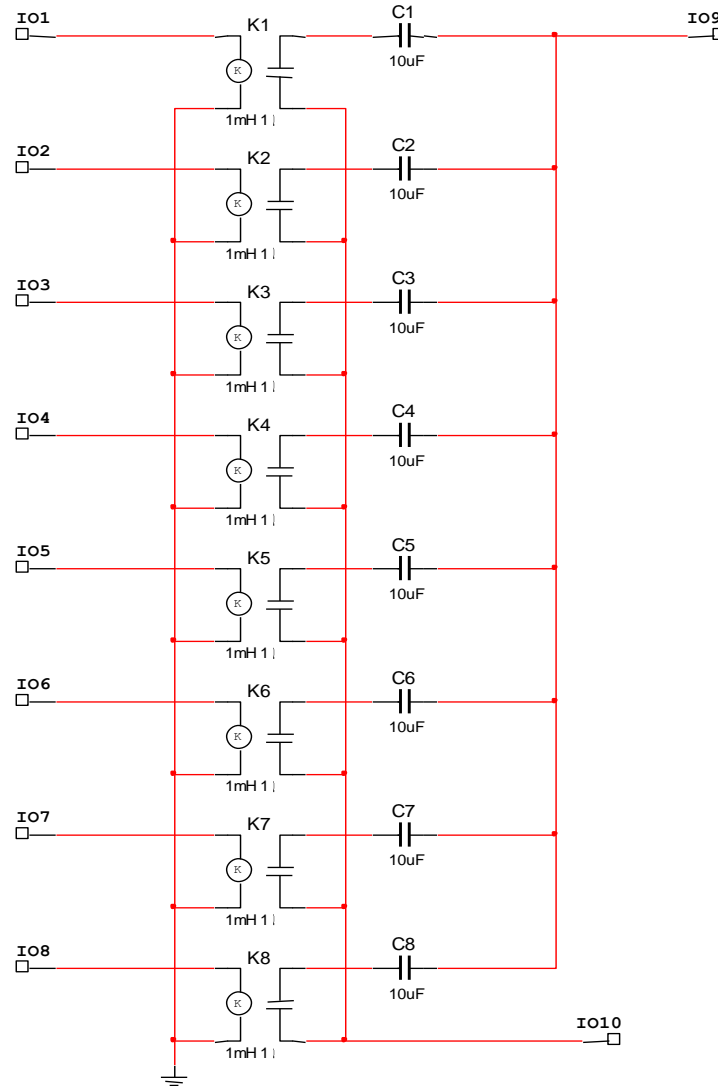 IO1 K1 C1 IO9
10uF
K
1mH 1
IO2 K2 C2
10uF
K
1mH 1
IO3 K3 C3
10uF
K
1mH 1
IO4 K4 C4
10uF
K
1mH 1
IO5 K5 C5
10uF
K
1mH 1
IO6 K6 C6
10uF
K
1mH 1
IO7 K7 C7
10uF
K
1mH 1
IO8 K8 C8
10uF
K
IO10
1mH 1